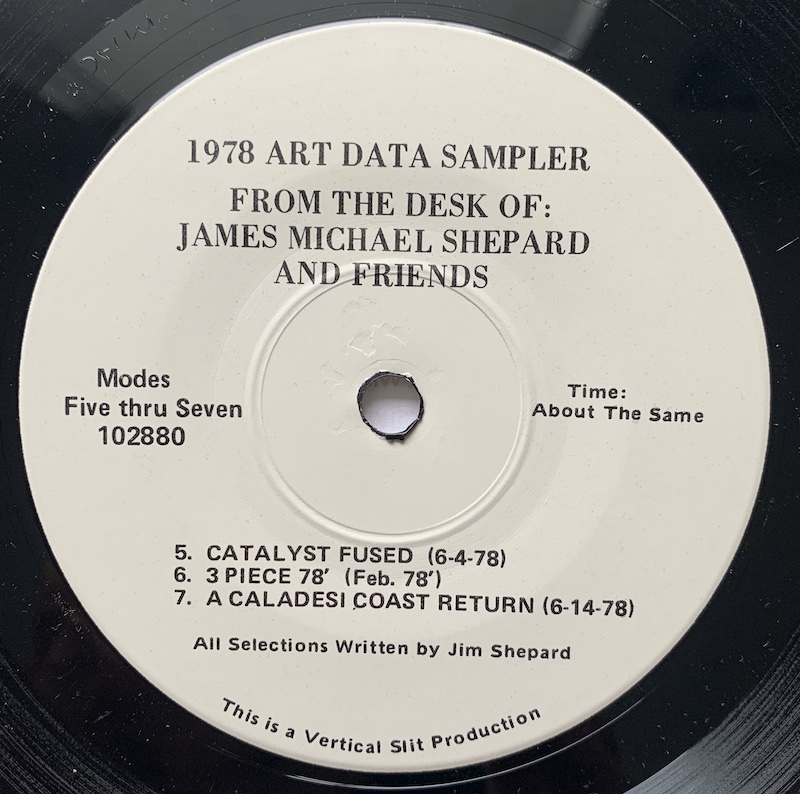 1978 ART DATA SAMPLER
FROM THE DESK OF:
JAMES MICHAEL SHEPARD
AND FRIENDS
Modes
Five thru Seven
102880
Time:
About The Same
5. CATALYST FUSED (6-4-78)
6. 3 PIECE 78' (Feb. 78')
7. A CALADESI COAST RETURN (6-14-78)
All Selections Written by Jim Shepard
This is a Vertical Slit Production